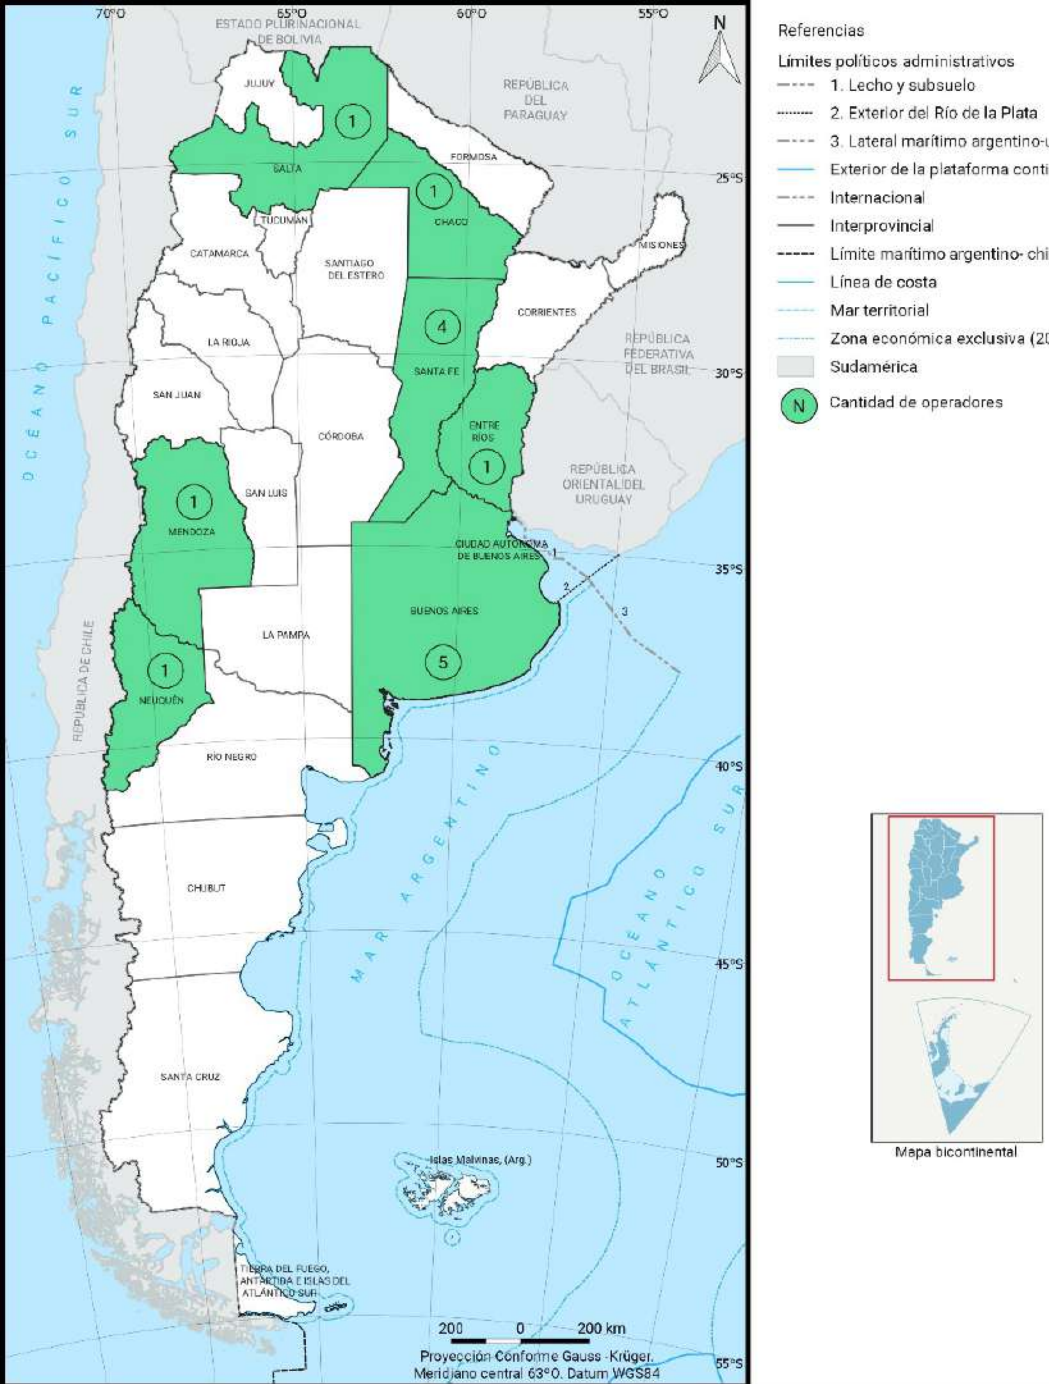 70°O
65°O
60°O
55°O
ESTADO PLURINACIONAL
DE BOLIVIA
N
JUJUY
REPÚBLICA
DEL
PARAGUAY
1
FORMOSA
SALTA
25°S
1
CHACO
TUCUMÁN
MISIONES
CATAMARCA
SANTIAGO
DEL ESTERO
CORRIENTES
4
LA RIOJA
REPÚBLICA
FEDERATIVA
DEL BRASIL
SANTA FE
30°S
SAN JUAN
CÓRDOBA
ENTRE
RÍOS
1
REPÚBLICA
ORIENTAL DEL
URUGUAY
SAN LUIS
1
MENDOZA
CIUDAD AUTÓNOMA
DE BUENOS AIRES
1
2
3
35°S
BUENOS AIRES
LA PAMPA
5
1
NEUQUÉN
REPÚBLICA DE CHILE
RÍO NEGRO
40°S
CHUBUT
45°S
SANTA CRUZ
50°S
Islas Malvinas, (Arg.)
TIERRA DEL FUEGO,
ANTÁRTIDA E ISLAS DEL
ATLÁNTICO SUR
55°S
OCÉANO PACÍFICO SUR
MAR ARGENTINO
OCÉANO
ATLÁNTICO SUR
200 0 200 km
Proyección Conforme Gauss -Krüger.
Meridiano central 63°O. Datum WGS84
Referencias
Límites políticos administrativos
1. Lecho y subsuelo
2. Exterior del Río de la Plata
3. Lateral marítimo argentino-u
Exterior de la plataforma conti
Internacional
Interprovincial
Límite marítimo argentino- chi
Línea de costa
Mar territorial
Zona económica exclusiva (20
Sudamérica
N Cantidad de operadores
Mapa bicontinental